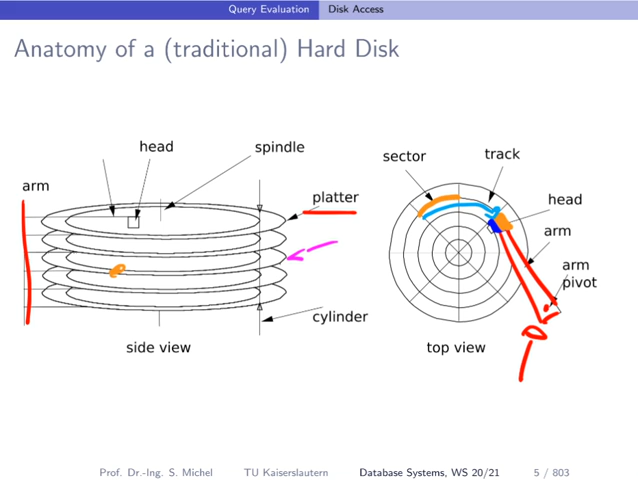 Query Evaluation Disk Access
Anatomy of a (traditional) Hard Disk
head
spindle
arm
platter
cylinder
side view
sector
track
head
arm
arm
pivot
top view
Prof. Dr.-Ing. S. Michel TU Kaiserslautern Database Systems, WS 20/21 5 / 803